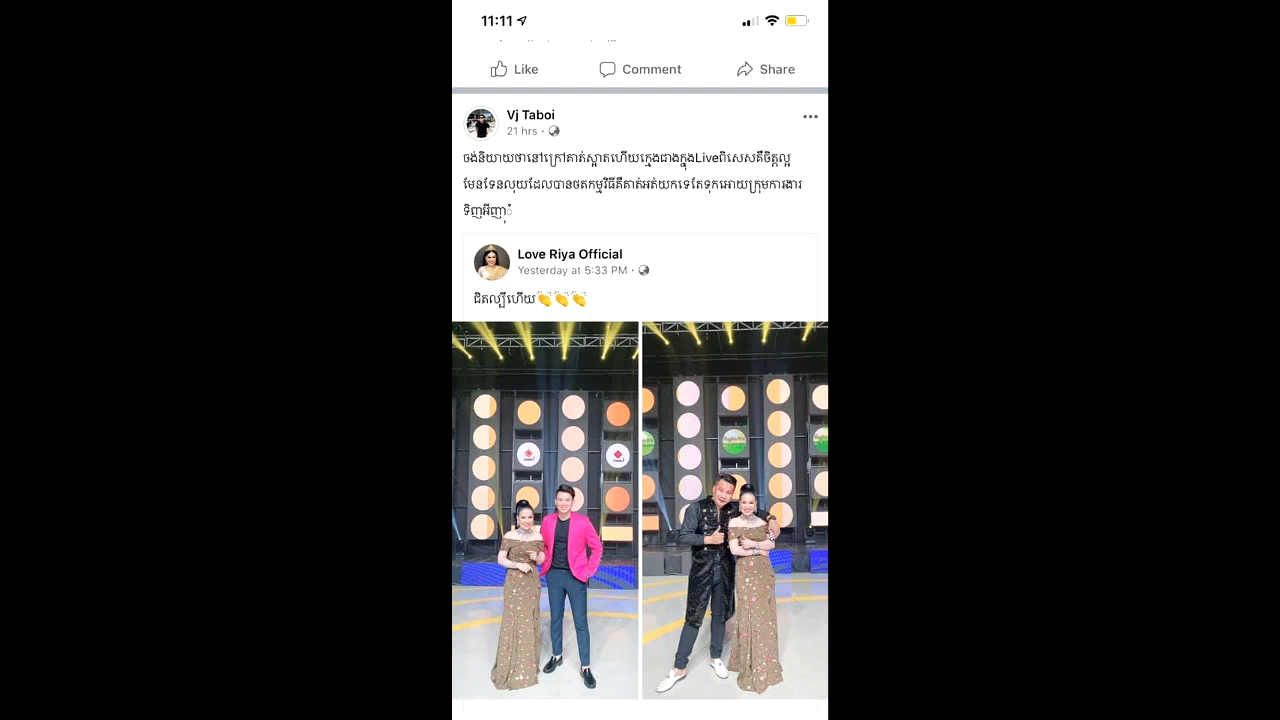 11:11
Like
Comment
Share
Vj Taboi
21 hrs ·
ចង់និយាយថានៅក្រៅគាត់ស្អាតហើយក្មេងជាងក្នុងLiveពិសេសគឺចិត្តល្អ
មែនទែនលុយដែលបានថតកម្មវិធីគឺគាត់អត់យកទេតែទុកអោយក្រុមការងារ
ទិញអីញ៉ាំុ
Love Riya Official
Yesterday at 5:33 PM ·
ជិតល្បីហើយ👏👏👏